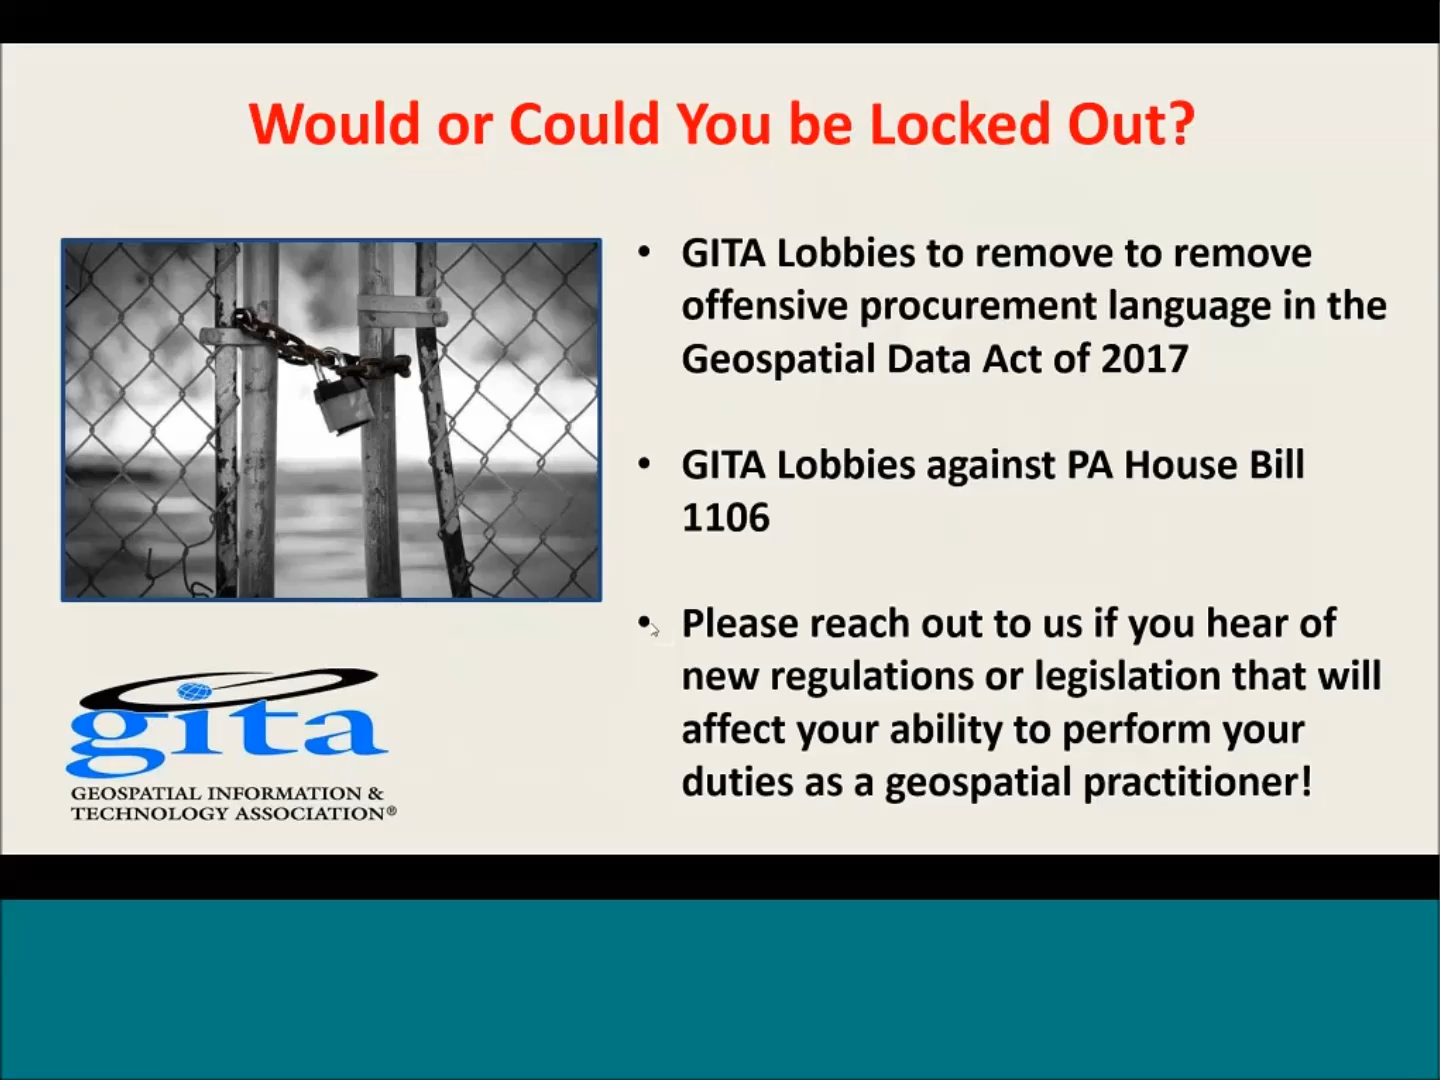 Would or Could You be Locked Out?
• GITA Lobbies to remove to remove
offensive procurement language in the
Geospatial Data Act of 2017
• GITA Lobbies against PA House Bill
1106
• Please reach out to us if you hear of
new regulations or legislation that will
affect your ability to perform your
duties as a geospatial practitioner!
gita
GEOSPATIAL INFORMATION &
TECHNOLOGY ASSOCIATION®